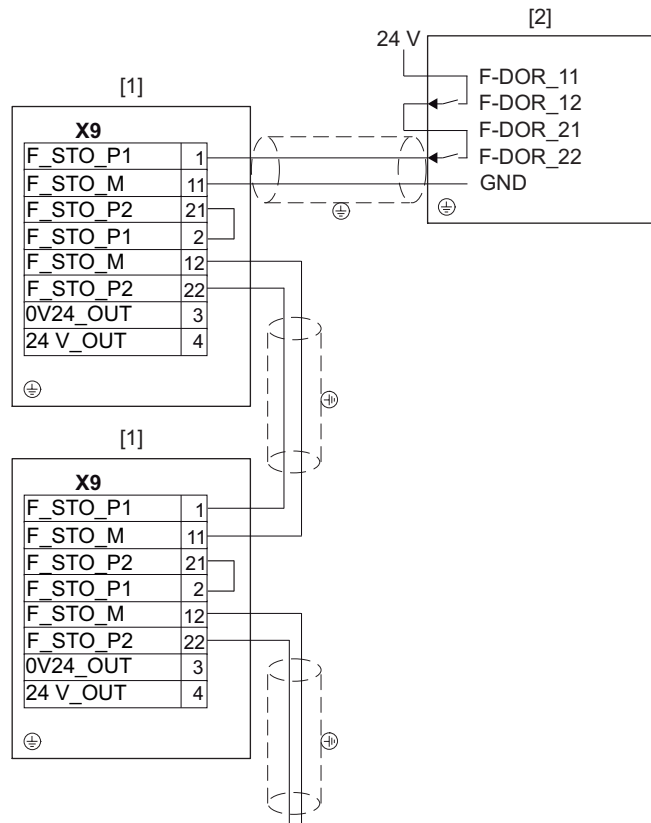 [2]
24 V
F-DOR_11
F-DOR_12
F-DOR_21
F-DOR_22
GND
[1]
X9
F_STO_P1 1
F_STO_M 11
F_STO_P2 21
F_STO_P1 2
F_STO_M 12
F_STO_P2 22
0V24_OUT 3
24 V_OUT 4
[1]
X9
F_STO_P1 1
F_STO_M 11
F_STO_P2 21
F_STO_P1 2
F_STO_M 12
F_STO_P2 22
0V24_OUT 3
24 V_OUT 4